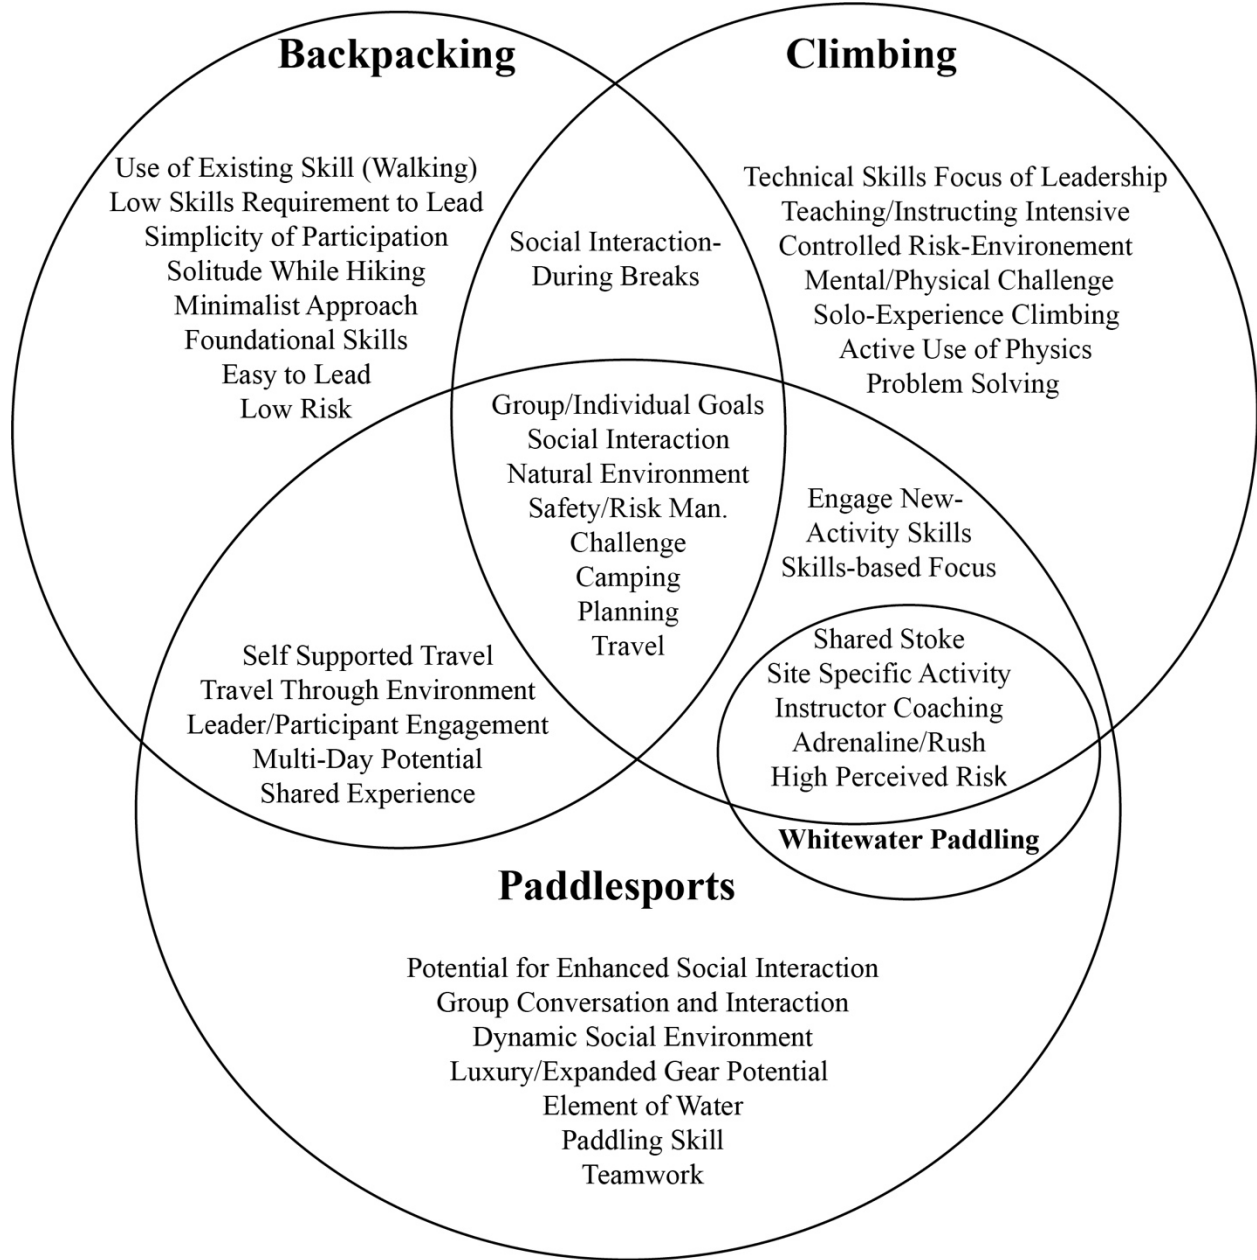 Backpacking
Climbing
Use of Existing Skill (Walking)
Low Skills Requirement to Lead
Simplicity of Participation
Solitude While Hiking
Minimalist Approach
Foundational Skills
Easy to Lead
Low Risk
Social Interaction-
During Breaks
Technical Skills Focus of Leadership
Teaching/Instructing Intensive
Controlled Risk-Environement
Mental/Physical Challenge
Solo-Experience Climbing
Active Use of Physics
Problem Solving
Group/Individual Goals
Social Interaction
Natural Environment
Safety/Risk Man.
Challenge
Camping
Planning
Travel
Engage New-
Activity Skills
Skills-based Focus
Self Supported Travel
Travel Through Environment
Leader/Participant Engagement
Multi-Day Potential
Shared Experience
Shared Stoke
Site Specific Activity
Instructor Coaching
Adrenaline/Rush
High Perceived Risk
Whitewater Paddling
Paddlesports
Potential for Enhanced Social Interaction
Group Conversation and Interaction
Dynamic Social Environment
Luxury/Expanded Gear Potential
Element of Water
Paddling Skill
Teamwork